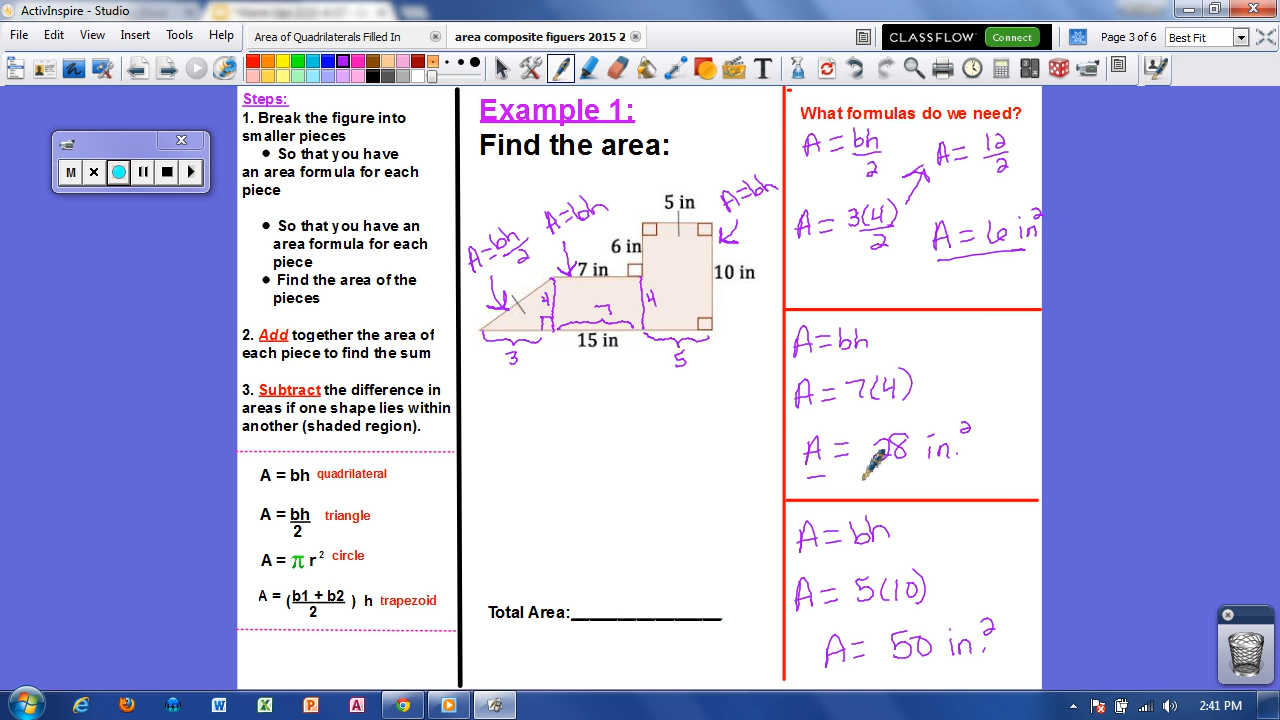 ActivInspire - Studio
File Edit View Insert Tools Help
Area of Quadrilaterals Filled In
area composite figuers 2015 2
CLASSFLOW Connect
Page 3 of 6
Best Fit
Steps:
1. Break the figure into
smaller pieces
• So that you have
an area formula for each
piece
• So that you have an
area formula for each
piece
• Find the area of the
pieces
2. Add together the area of
each piece to find the sum
3. Subtract the difference in
areas if one shape lies within
another (shaded region).
A = bh quadrilateral
A = bh/2 triangle
A = π r² circle
A = (b1 + b2 / 2) h trapezoid
M
Example 1:
Find the area:
A=bh/2
A=bh
A=bh
5 in
6 in
7 in
10 in
4
7
4
15 in
3
5
Total Area:_______________
What formulas do we need?
A = bh/2
A = 12/2
A = 3(4)/2
A = 6 in²
A = bh
A = 7(4)
A = 28 in.²
A = bh
A = 5(10)
A = 50 in.²
2:41 PM